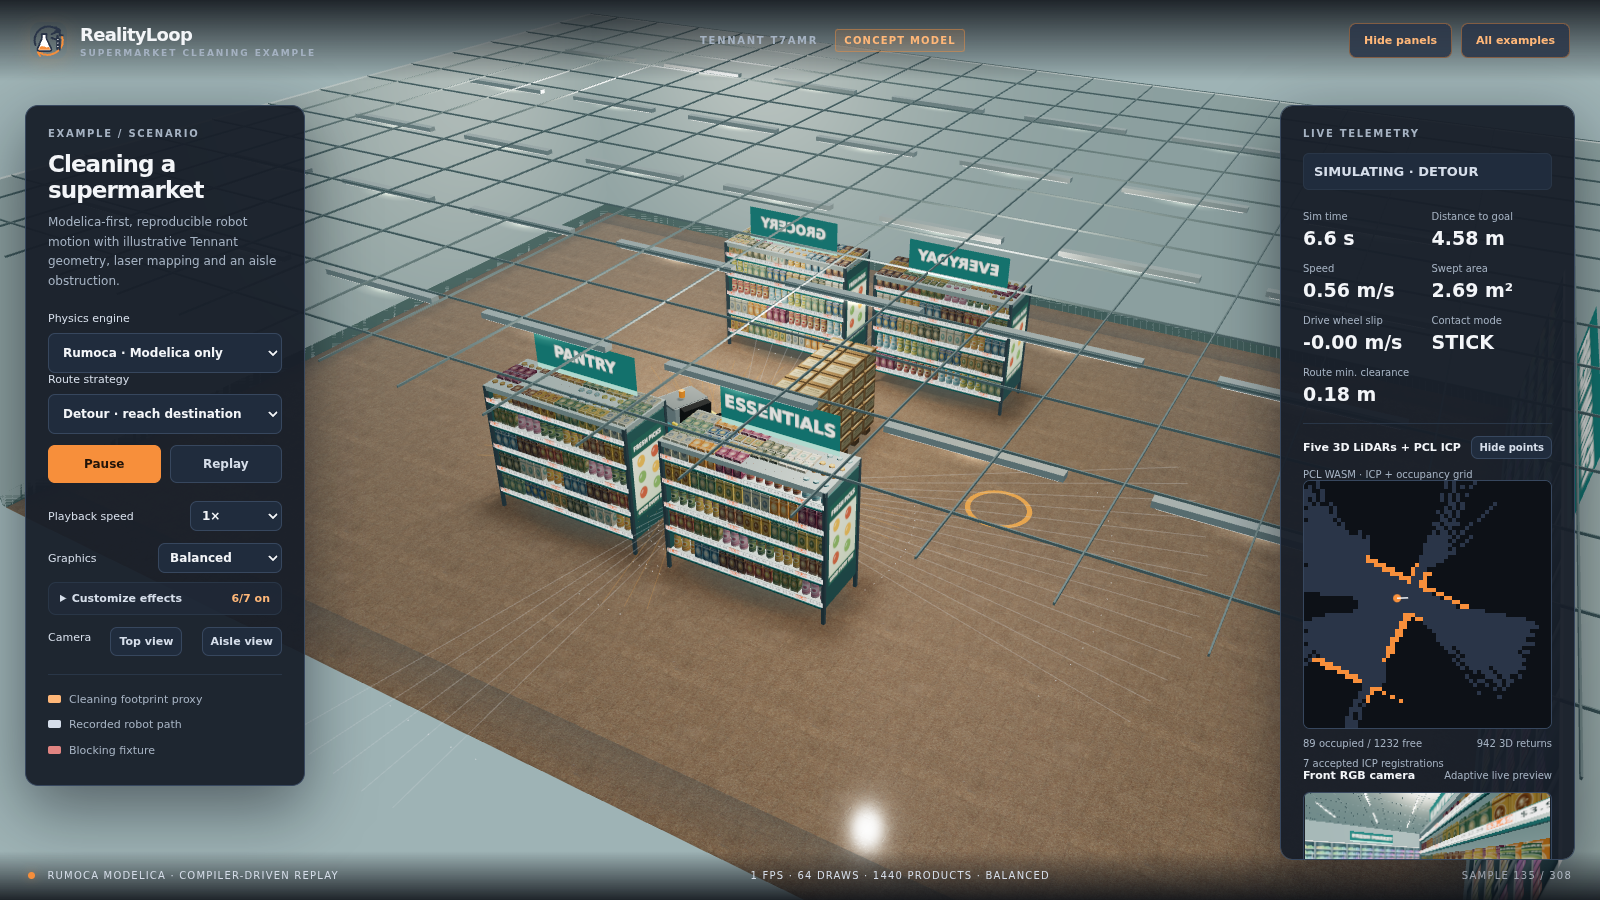 RealityLoop
SUPERMARKET CLEANING EXAMPLE
TENNANT T7AMR
CONCEPT MODEL
Hide panels
All examples
EXAMPLE / SCENARIO
Cleaning a
supermarket
Modelica-first, reproducible robot
motion with illustrative Tennant
geometry, laser mapping and an aisle
obstruction.
Physics engine
Rumoca · Modelica only
Route strategy
Detour · reach destination
Pause
Replay
Playback speed
1×
Graphics
Balanced
Customize effects
6/7 on
Camera
Top view
Aisle view
Cleaning footprint proxy
Recorded robot path
Blocking fixture
GROCERY
EVERYDAY
PANTRY
ESSENTIALS
FRESH PICKS
LIVE TELEMETRY
SIMULATING · DETOUR
Sim time
Distance to goal
6.6 s
4.58 m
Speed
Swept area
0.56 m/s
2.69 m²
Drive wheel slip
Contact mode
-0.00 m/s
STICK
Route min. clearance
0.18 m
Five 3D LiDARs + PCL ICP
Hide points
PCL WASM · ICP + occupancy grid
89 occupied / 1232 free
942 3D returns
7 accepted ICP registrations
Front RGB camera
Adaptive live preview
RUMOCA MODELICA · COMPILER-DRIVEN REPLAY
1 FPS · 64 DRAWS · 1440 PRODUCTS · BALANCED
SAMPLE 135 / 308